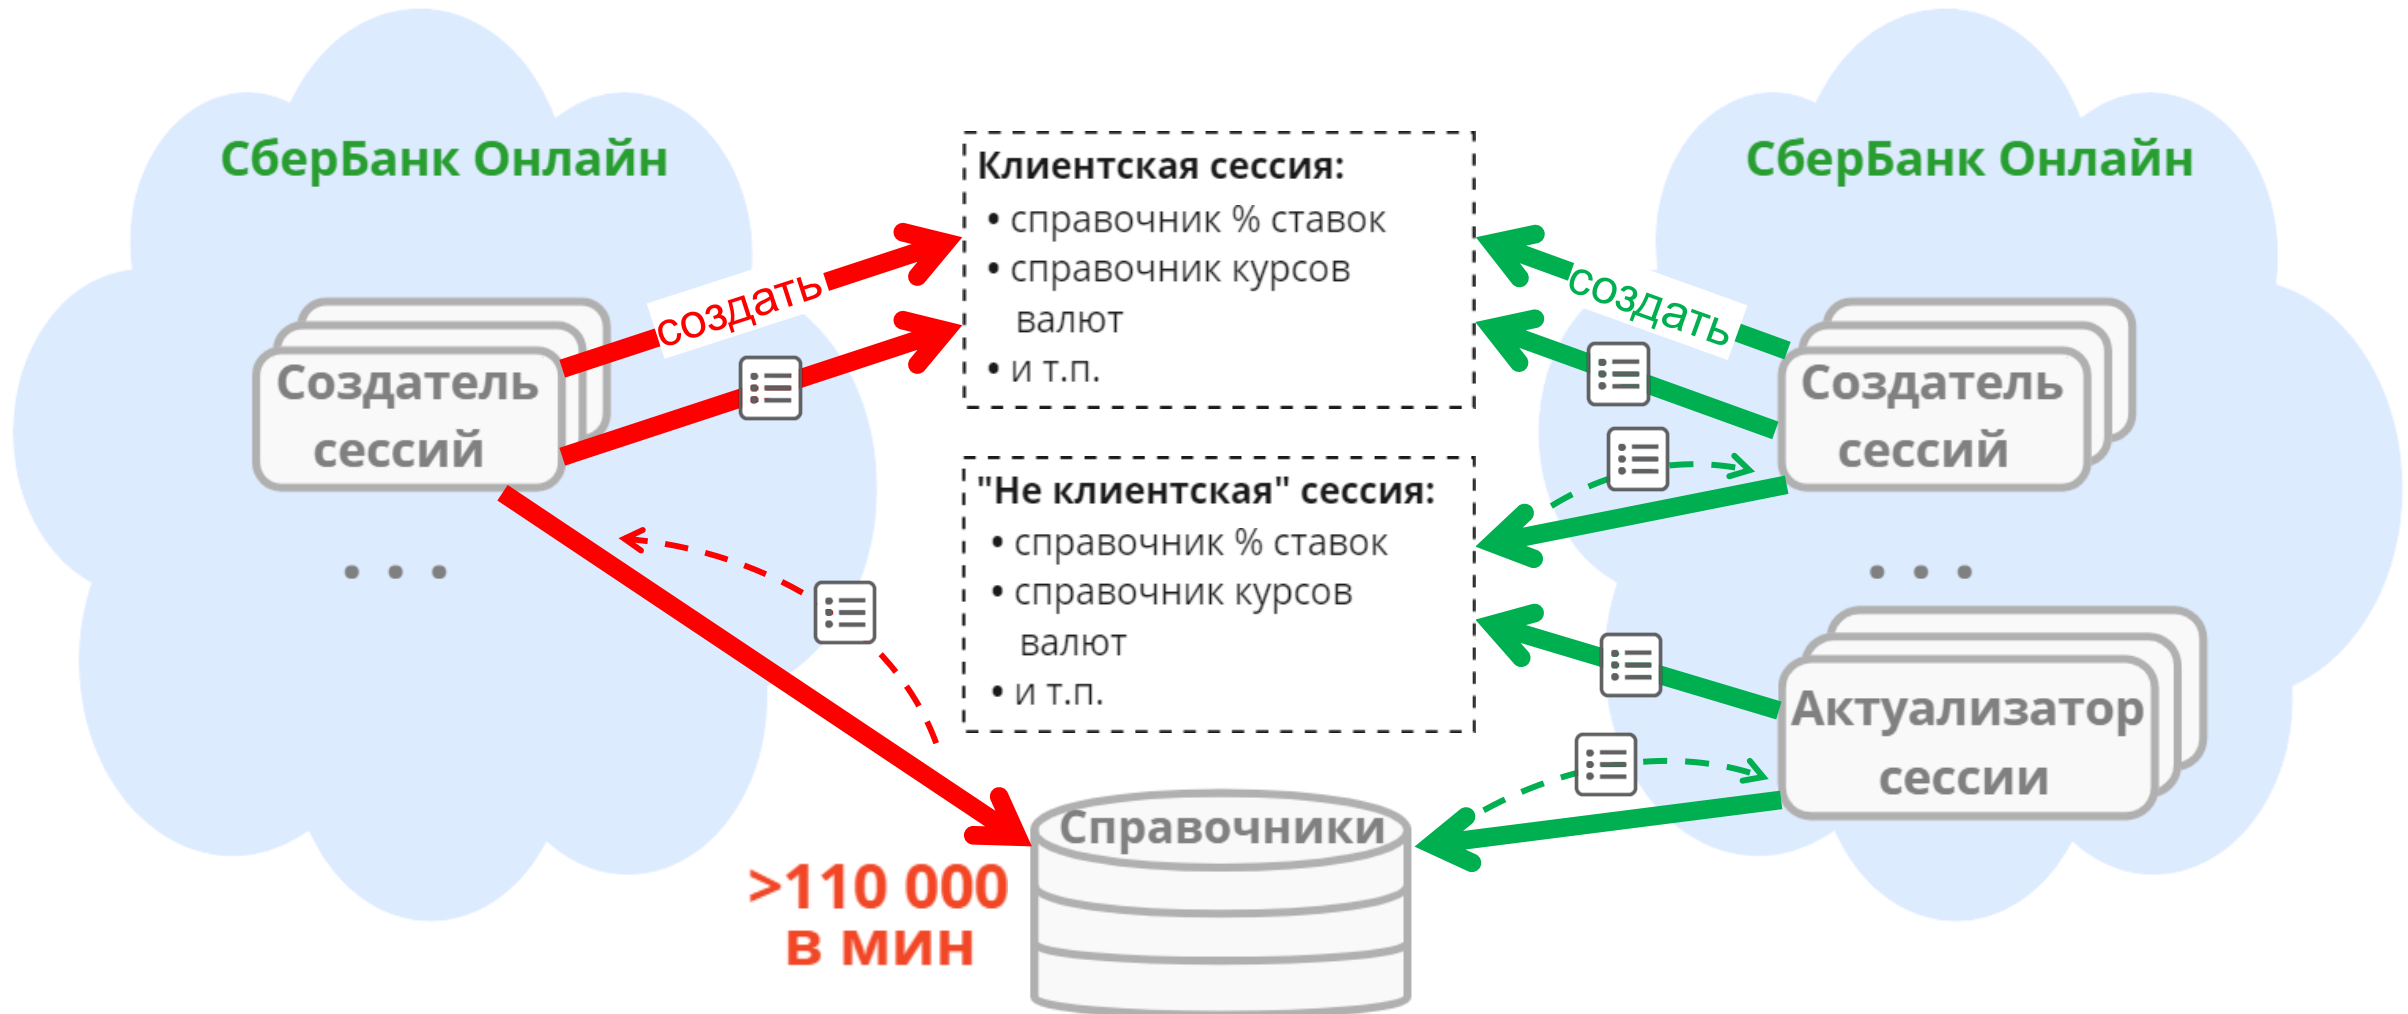 СберБанк Онлайн
создать
Создатель
сессий
. . .
Клиентская сессия:
• справочник % ставок
• справочник курсов
валют
• и т.п.
"Не клиентская" сессия:
• справочник % ставок
• справочник курсов
валют
• и т.п.
Справочники
>110 000
в мин
СберБанк Онлайн
создать
Создатель
сессий
. . .
Актуализатор
сессии